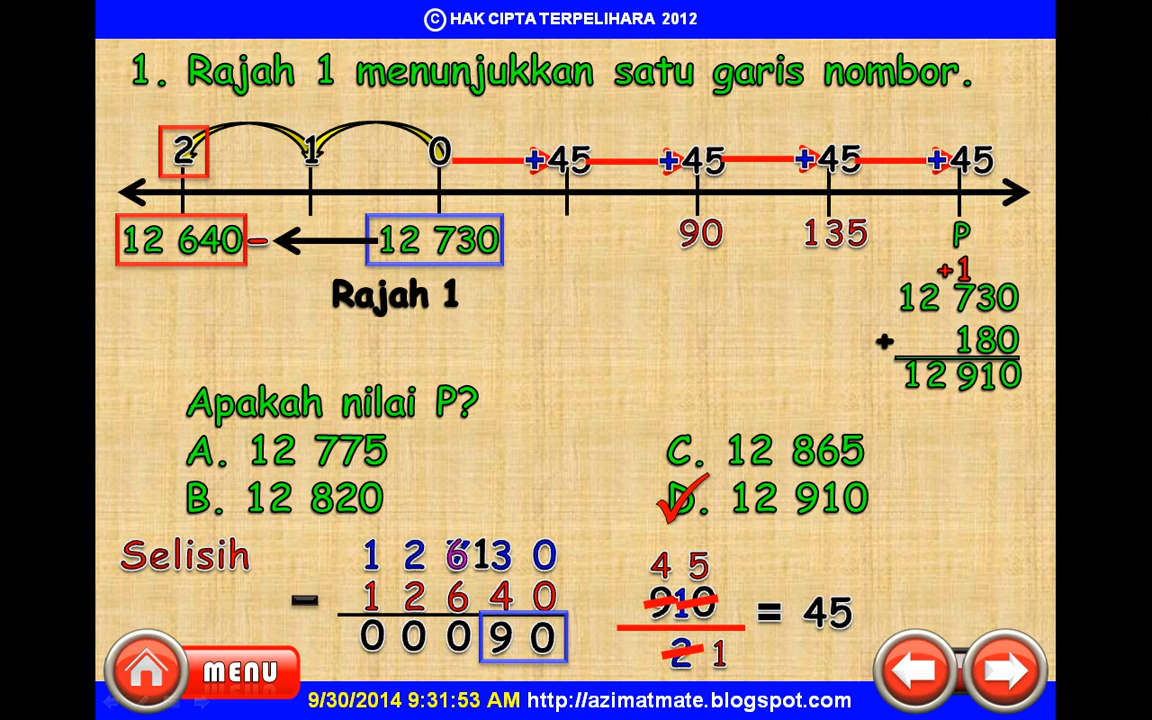 © HAK CIPTA TERPELIHARA 2012
1. Rajah 1 menunjukkan satu garis nombor.
2 1 0 +45 +45 +45 +45
12 640 - 12 730 90 135 P
Rajah 1
+1
12 730
+ 180
12 910
Apakah nilai P?
A. 12 775
C. 12 865
B. 12 820
D. 12 910
Selisih
1 2 6 13 0
- 1 2 6 4 0
0 0 0 9 0
4 5
910 = 45
2 1
MENU
9/30/2014 9:31:53 AM http://azimatmate.blogspot.com